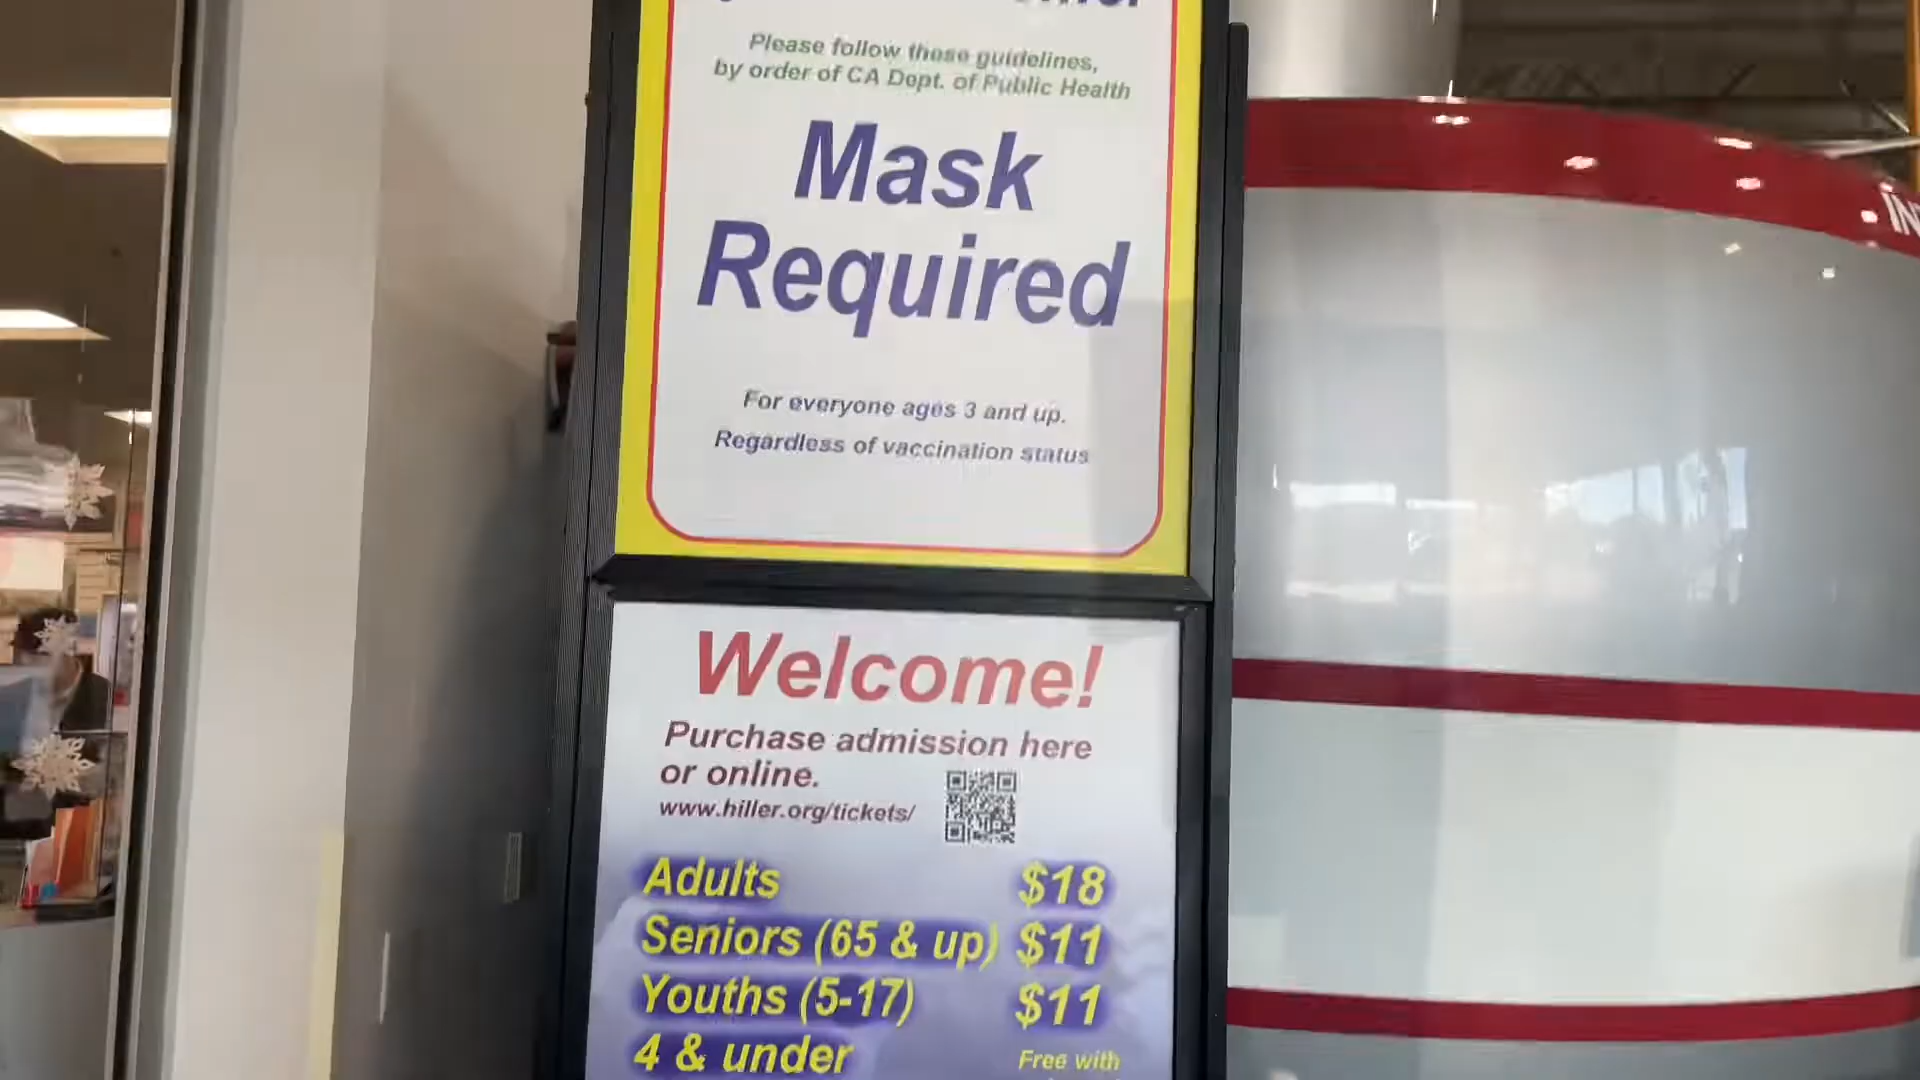 Please follow these guidelines,
by order of CA Dept. of Public Health
Mask
Required
For everyone ages 3 and up.
Regardless of vaccination status
Welcome!
Purchase admission here
or online.
www.hiller.org/tickets/
Adults $18
Seniors (65 & up) $11
Youths (5-17) $11
4 & under Free with